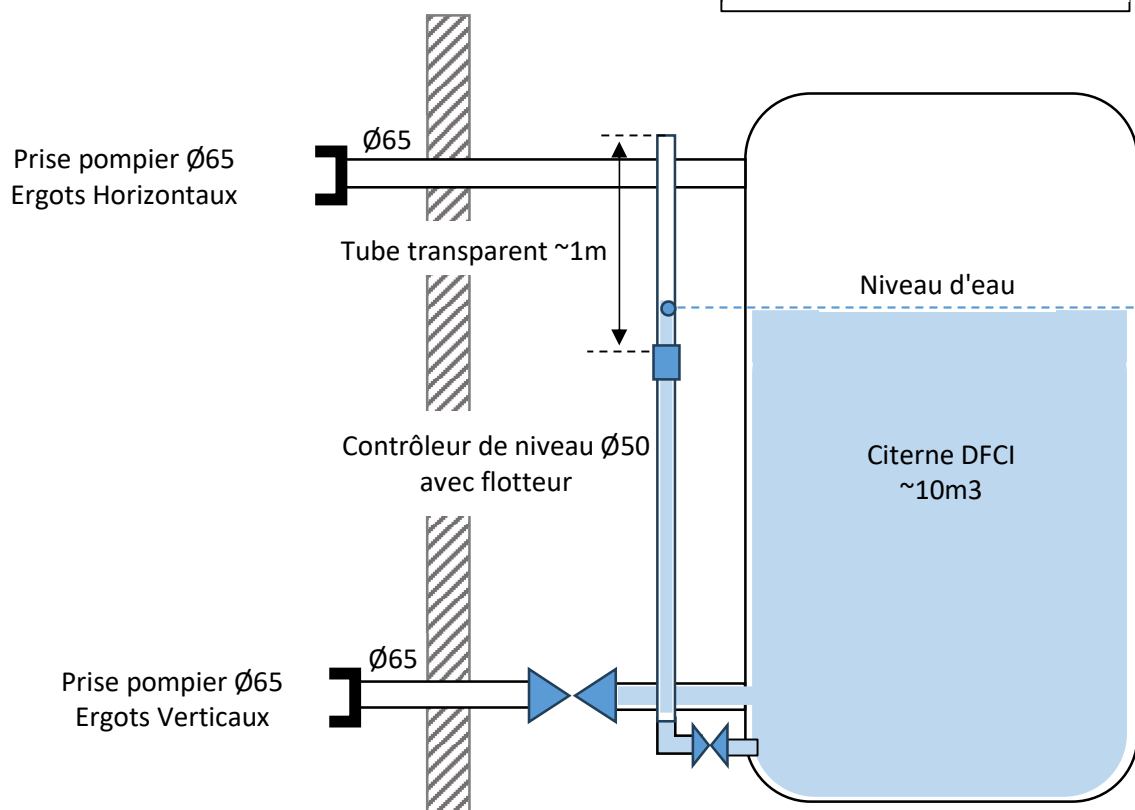 Prise pompier Ø65
Ergots Horizontaux
Ø65
Tube transparent ~1m
Niveau d'eau
Contrôleur de niveau Ø50
avec flotteur
Citerne DFCI
~10m3
Prise pompier Ø65
Ergots Verticaux
Ø65